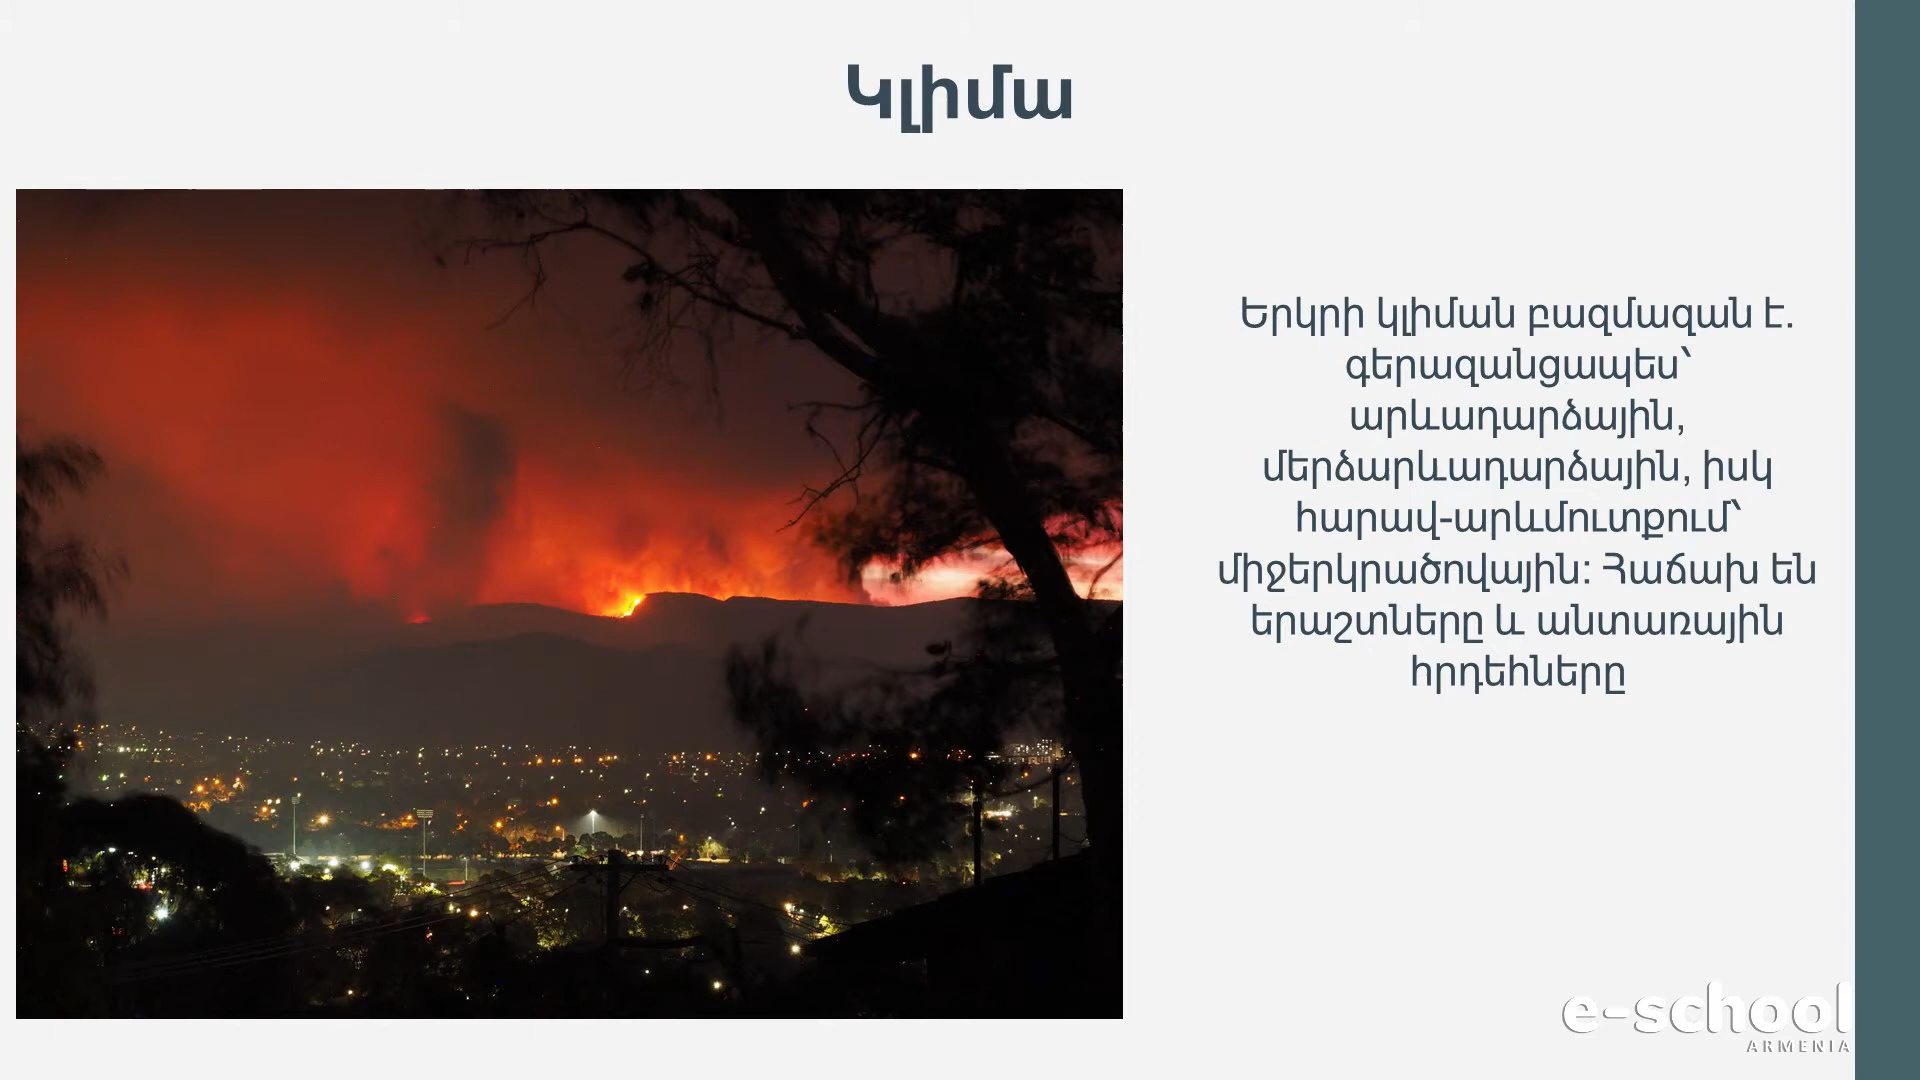 Կլիմա
Երկրի կլիման բազմազան է.
գերազանցապես՝
արևադարձային,
մերձարևադարձային, իսկ
հարավ-արևմուտքում՝
միջերկրածովային: Հաճախ են
երաշտները և անտառային
հրդեհները
e-school
ARMENIA